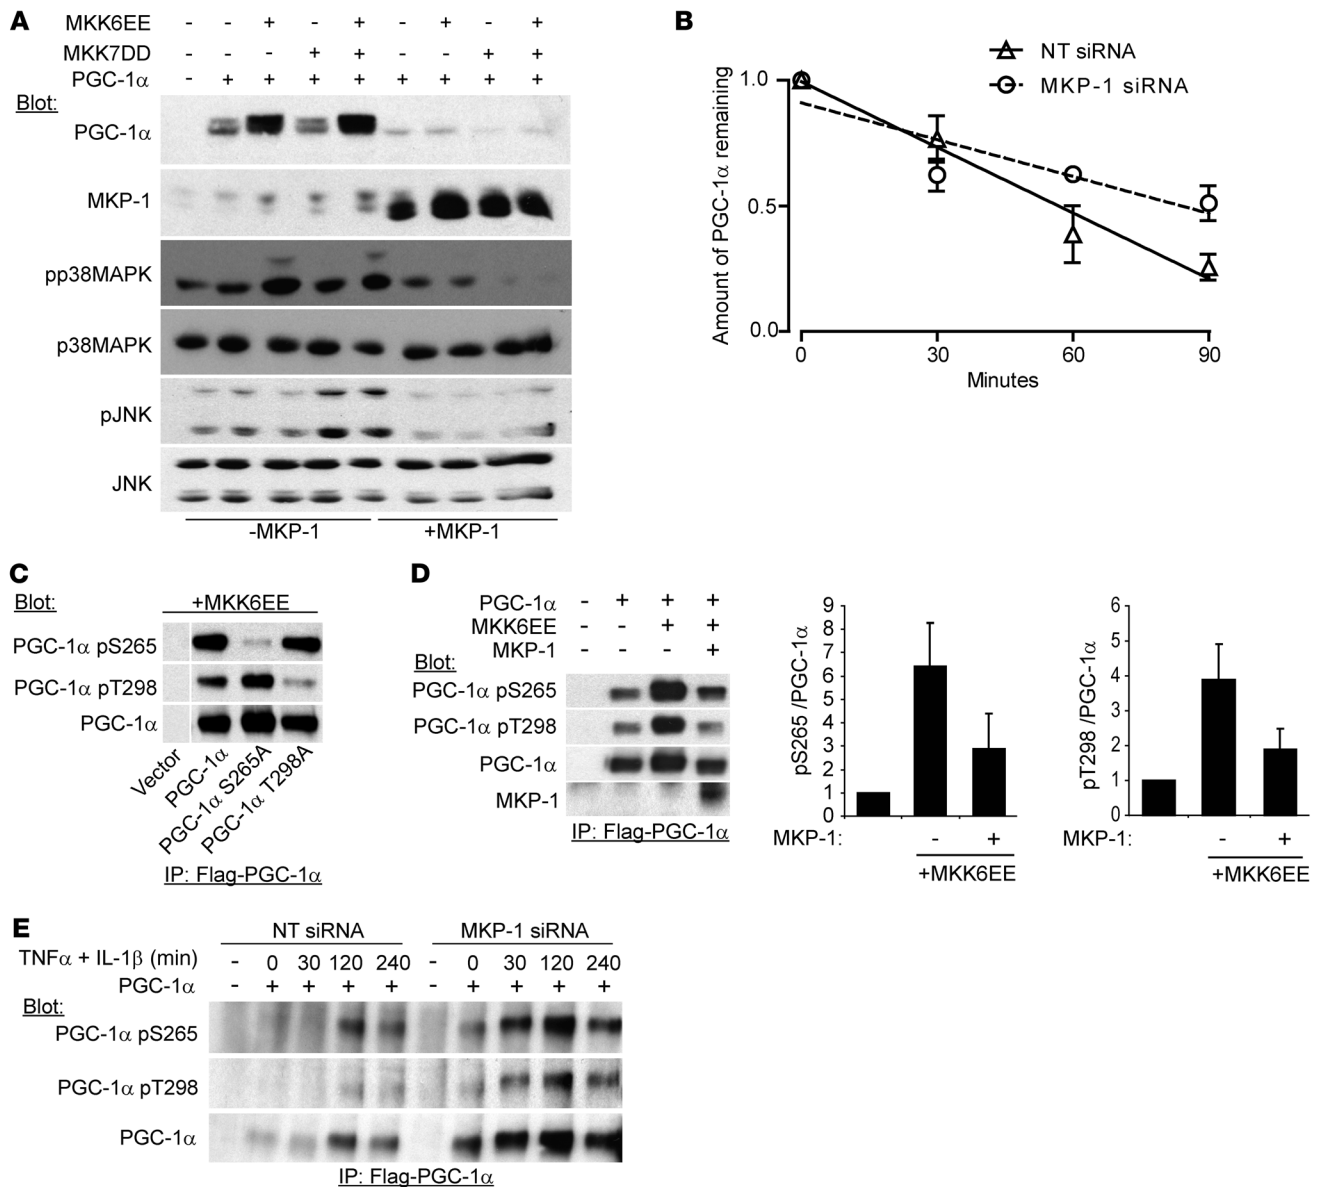 A
MKK6EE - - + - + - + - +
MKK7DD - - - + + - - + +
PGC-1α - + + + + + + + +
Blot:
PGC-1α
MKP-1
pp38MAPK
p38MAPK
pJNK
JNK
-MKP-1 +MKP-1
B
NT siRNA
MKP-1 siRNA
Amount of PGC-1α remaining
1.0
0.5
0.0
0 30 60 90
Minutes
C
Blot: +MKK6EE
PGC-1α pS265
PGC-1α pT298
PGC-1α
Vector
PGC-1α
PGC-1α S265A
PGC-1α T298A
IP: Flag-PGC-1α
D
PGC-1α - + + +
MKK6EE - - + +
MKP-1 - - - +
Blot:
PGC-1α pS265
PGC-1α pT298
PGC-1α
MKP-1
IP: Flag-PGC-1α
pS265 /PGC-1α
9
8
7
6
5
4
3
2
1
0
MKP-1: - +
+MKK6EE
pT298 /PGC-1α
6
5
4
3
2
1
0
MKP-1: - +
+MKK6EE
E
NT siRNA MKP-1 siRNA
TNFα + IL-1β (min) - 0 30 120 240 - 0 30 120 240
PGC-1α - + + + + - + + + +
Blot:
PGC-1α pS265
PGC-1α pT298
PGC-1α
IP: Flag-PGC-1α